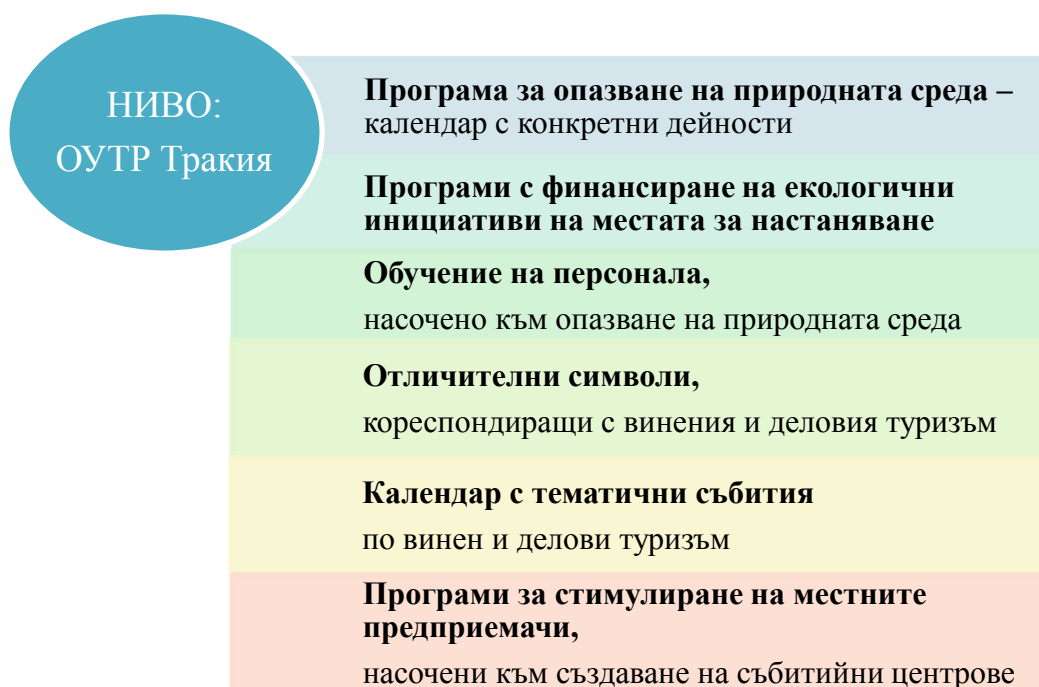 НИВО:
ОУТР Тракия
Програма за опазване на природната среда –
календар с конкретни дейности
Програми с финансиране на екологични
инициативи на местата за настаняване
Обучение на персонала,
насочено към опазване на природната среда
Отличителни символи,
кореспондиращи с винения и деловия туризъм
Календар с тематични събития
по винен и делови туризъм
Програми за стимулиране на местните
предприемачи,
насочени към създаване на събитийни центрове